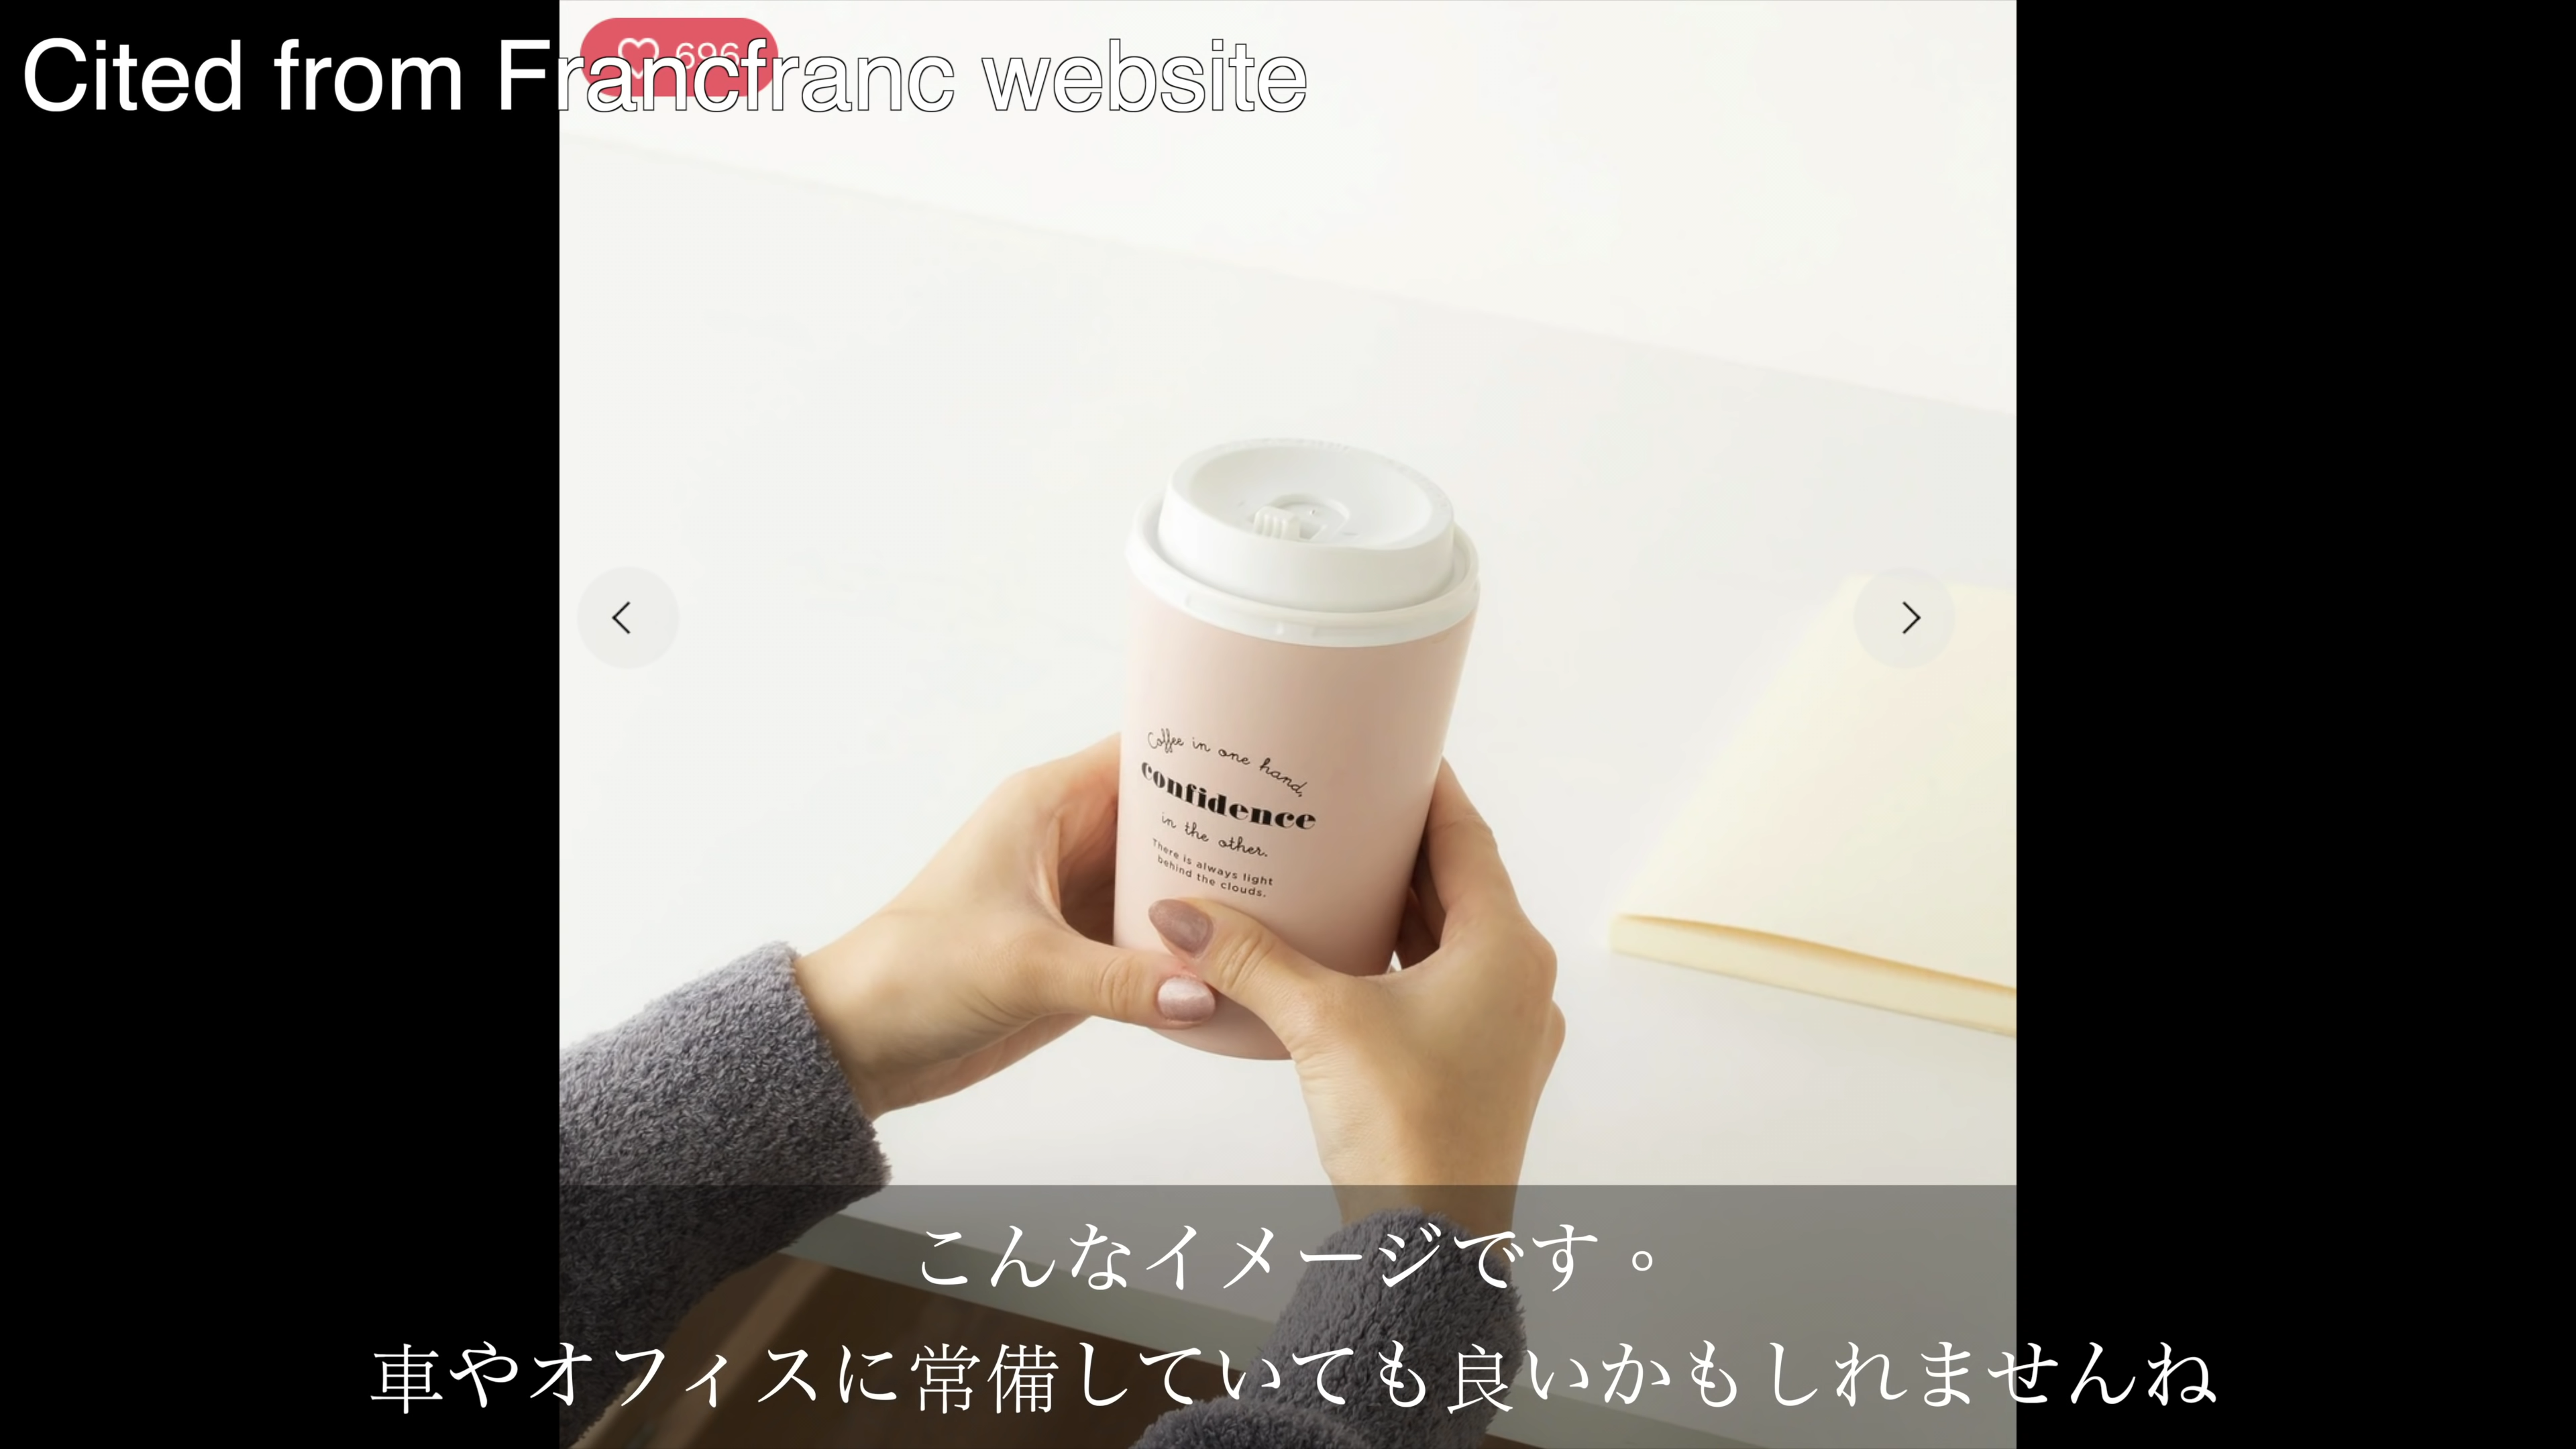 Cited from Francfranc website
696
Coffee in one hand,
confidence
in the other.
There is always light
behind the clouds.
こんなイメージです。
車やオフィスに常備していても良いかもしれませんね